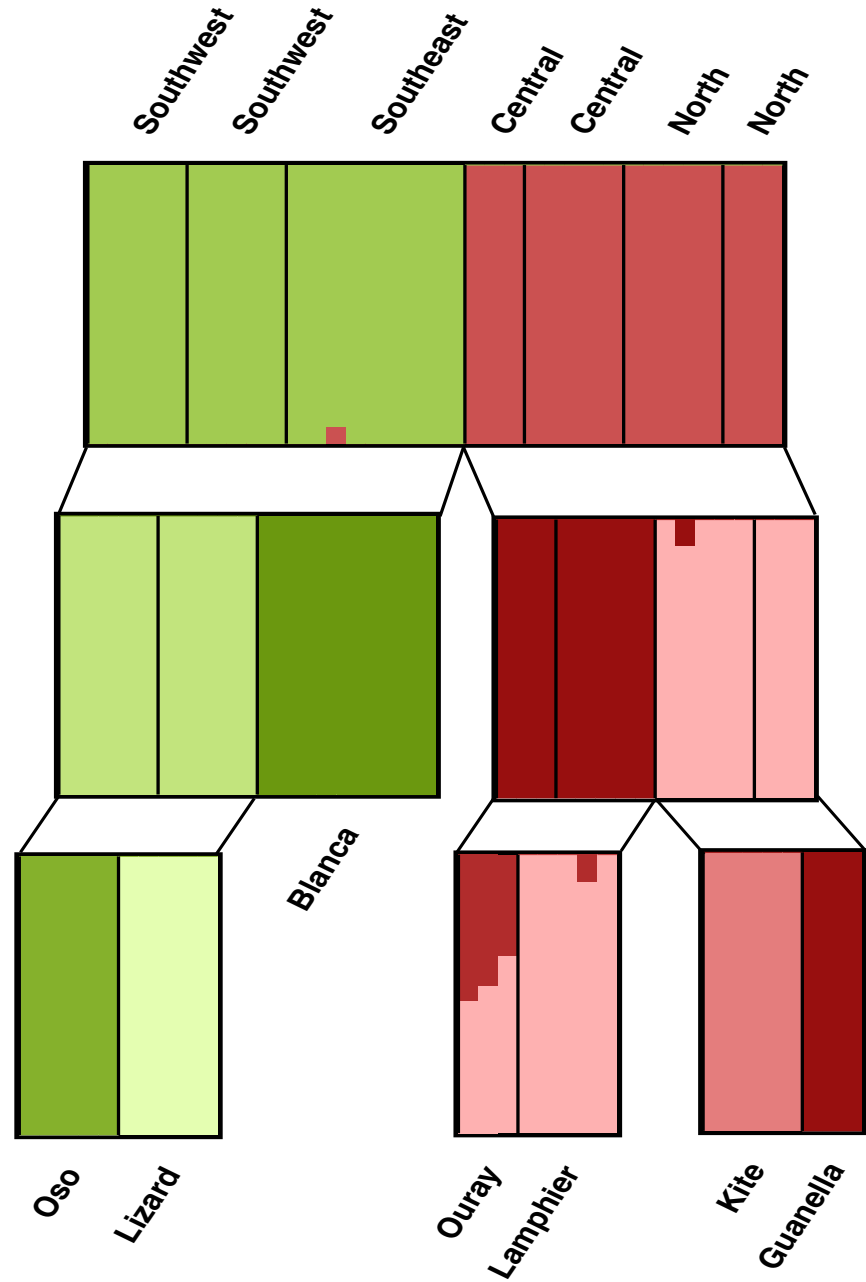 Southwest
Southwest
Southeast
Central
Central
North
North
Blanca
Oso
Lizard
Ouray
Lamphier
Kite
Guanella